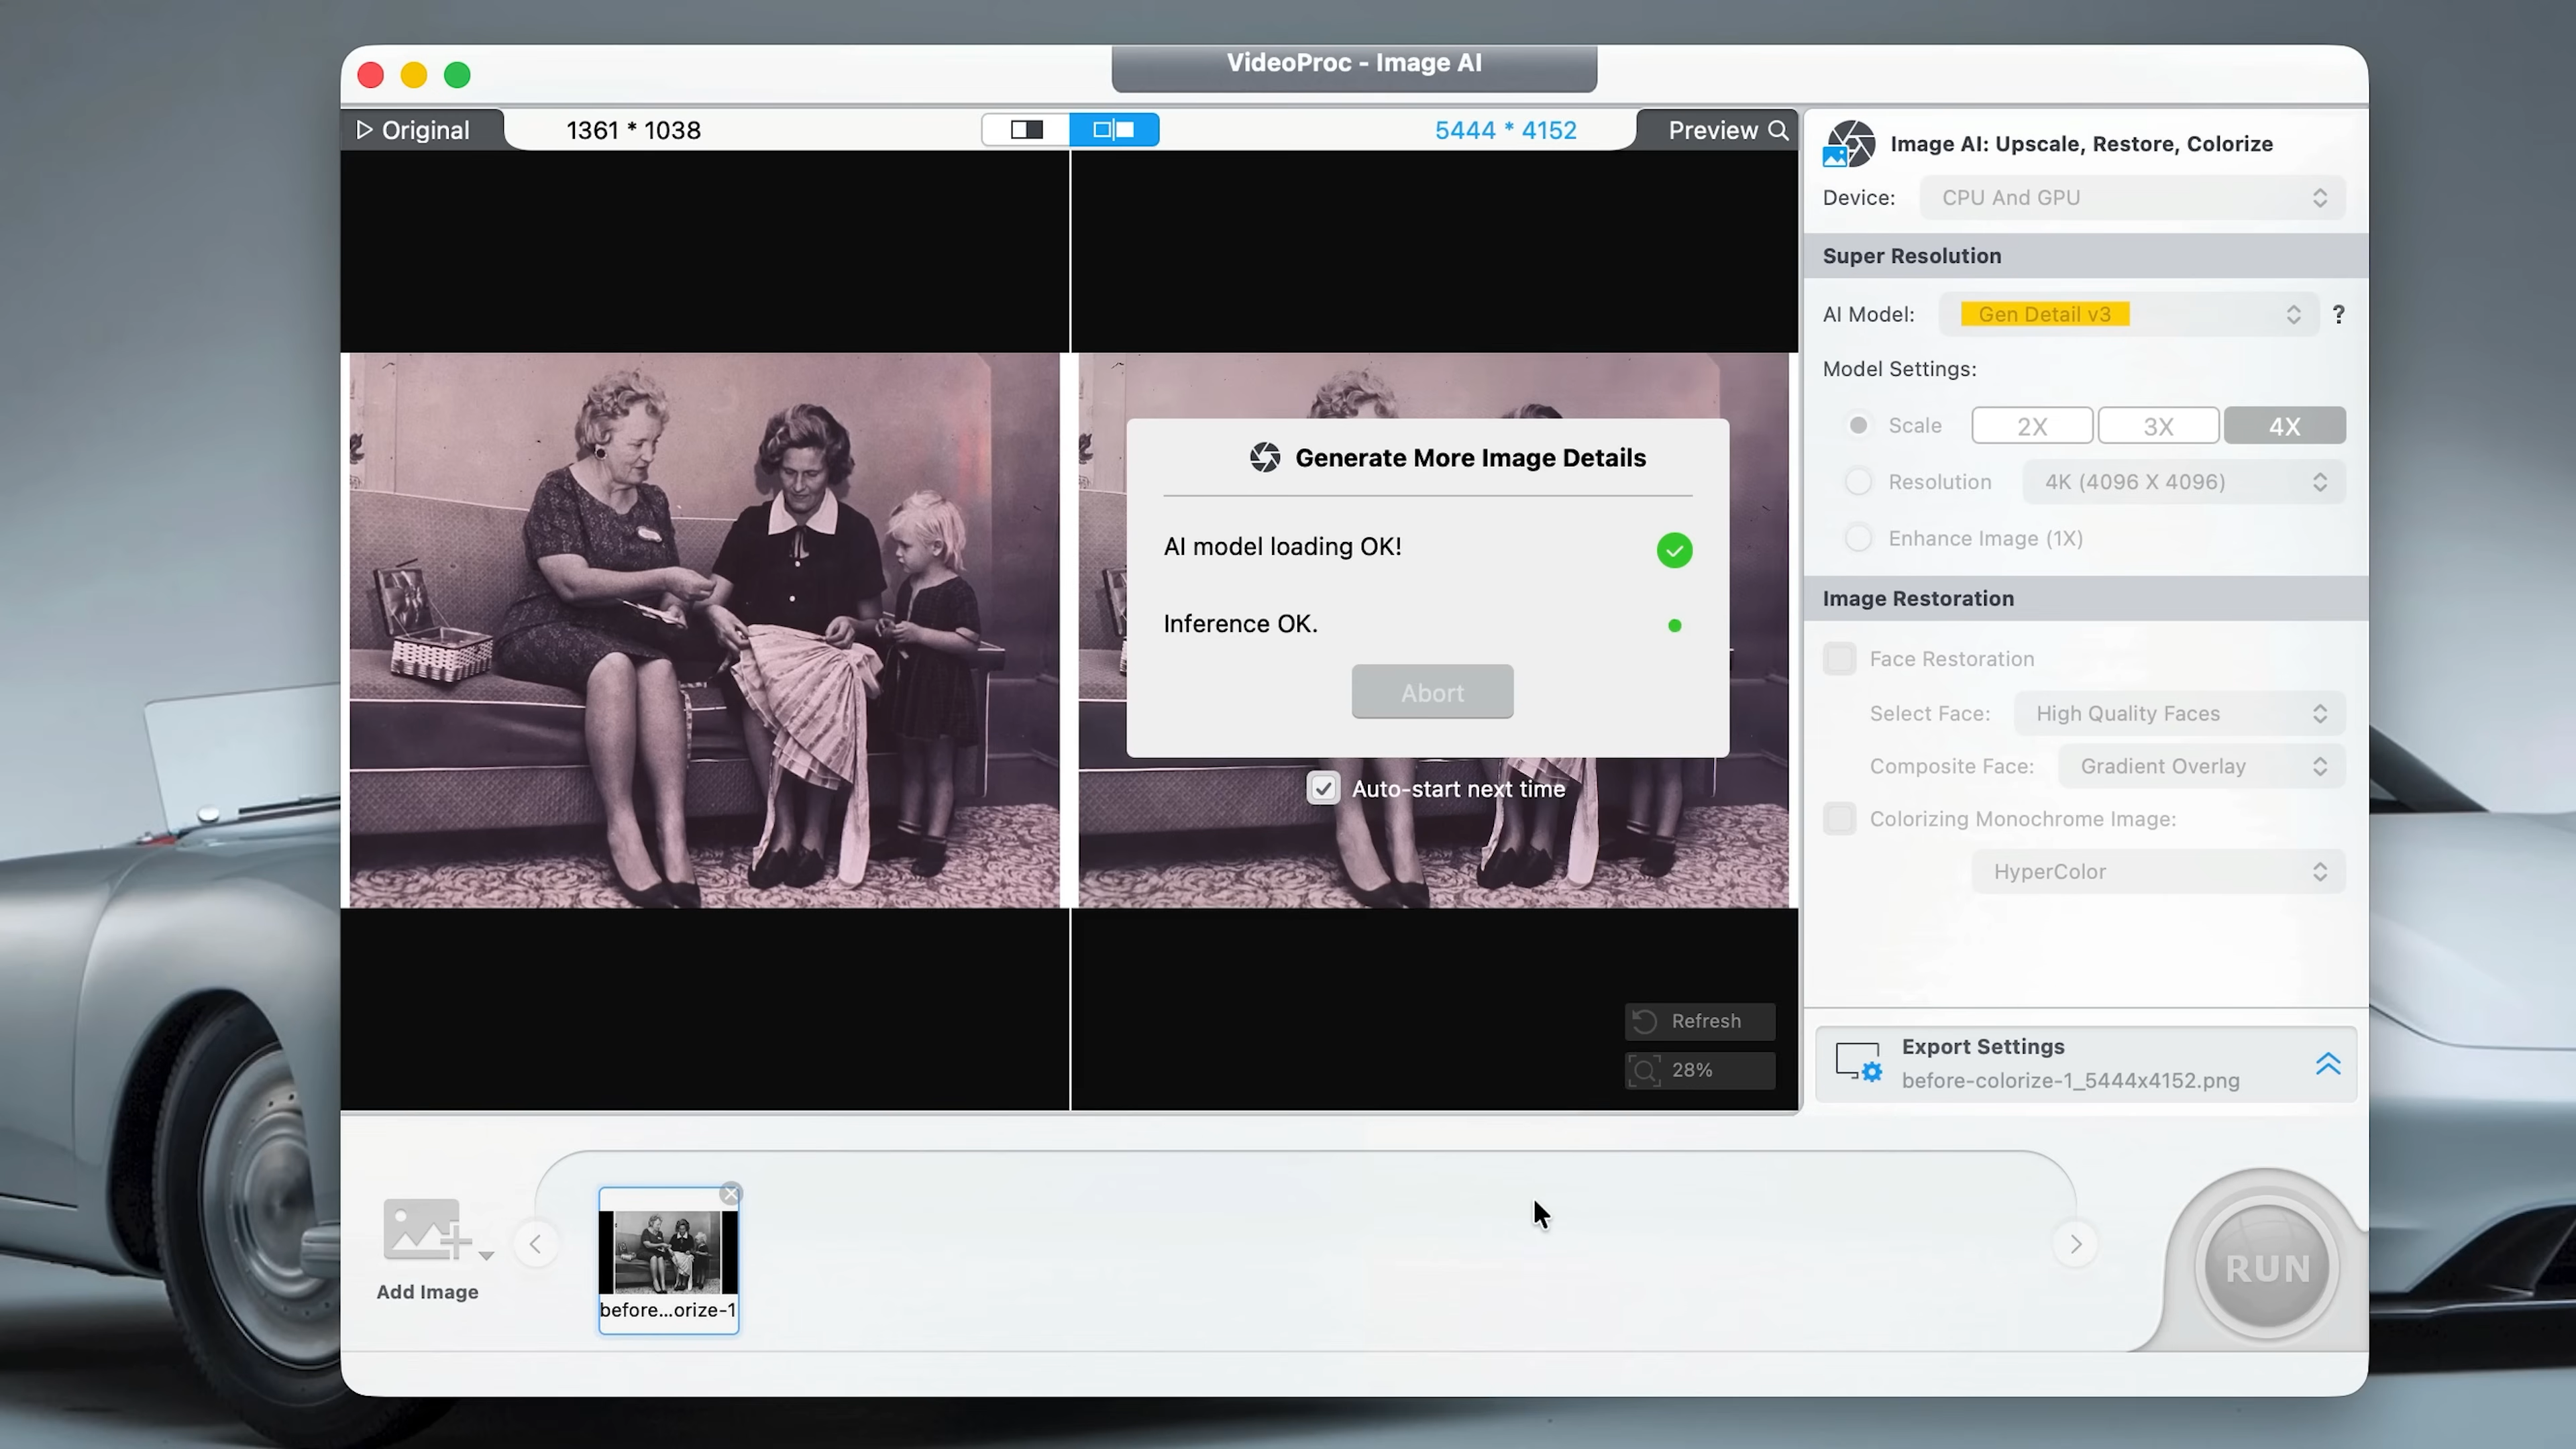 VideoProc - Image AI
Original
1361 * 1038
5444 * 4152
Preview
Image AI: Upscale, Restore, Colorize
Device:
CPU And GPU
Super Resolution
AI Model:
Gen Detail v3
?
Model Settings:
Scale
2X
3X
4X
Resolution
4K (4096 X 4096)
Enhance Image (1X)
Image Restoration
Face Restoration
Select Face:
High Quality Faces
Composite Face:
Gradient Overlay
Colorizing Monochrome Image:
HyperColor
Generate More Image Details
AI model loading OK!
Inference OK.
Abort
Auto-start next time
Refresh
28%
Export Settings
before-colorize-1_5444x4152.png
Add Image
before...orize-1
RUN